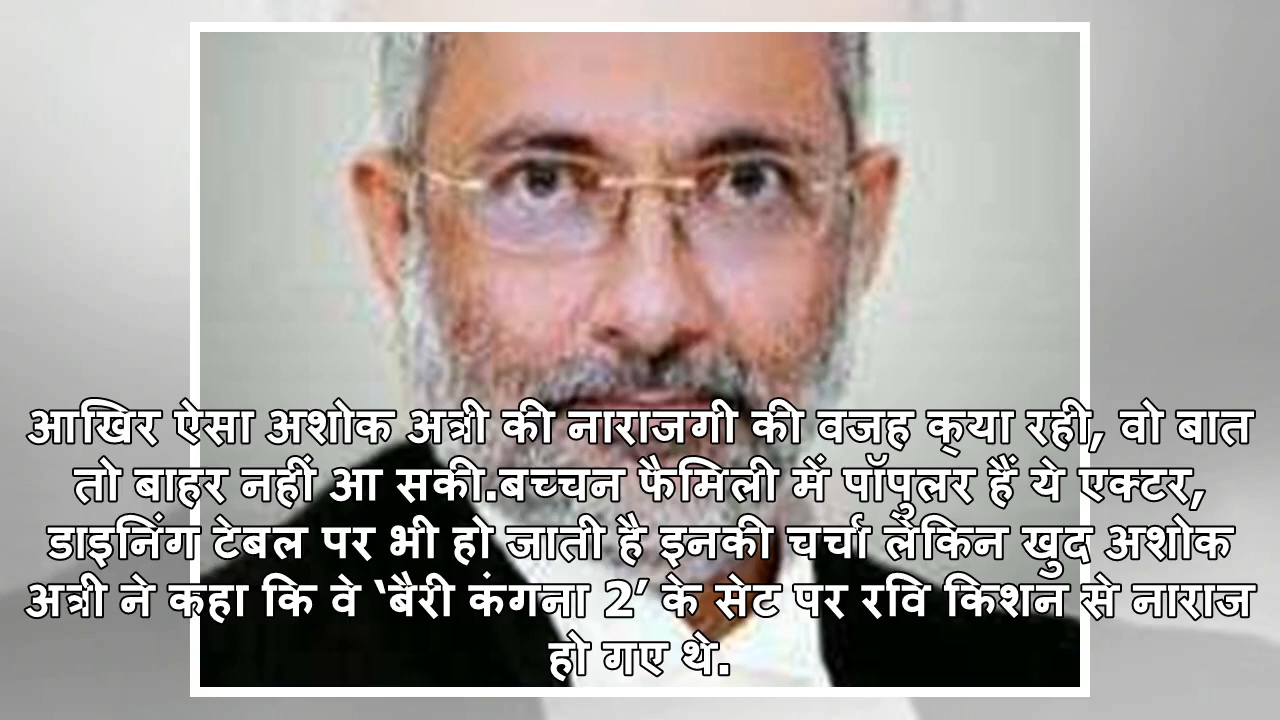 आखिर ऐसा अशोक अत्री की नाराजगी की वजह क्‍या रही, वो बात
तो बाहर नहीं आ सकी.बच्चन फैमिली में पॉपुलर हैं ये एक्टर,
डाइनिंग टेबल पर भी हो जाती है इनकी चर्चा लेकिन खुद अशोक
अत्री ने कहा कि वे ‘बैरी कंगना 2’ के सेट पर रवि किशन से नाराज
हो गए थे.